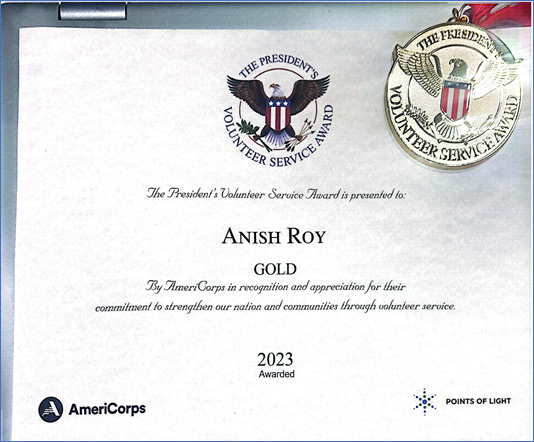 THE PRESIDENT'S
VOLUNTEER SERVICE AWARD
THE PRESIDENT'S
VOLUNTEER SERVICE AWARD
The President's Volunteer Service Award is presented to:
ANISH ROY
GOLD
By AmeriCorps in recognition and appreciation for their
commitment to strengthen our nation and communities through volunteer service.
2023
Awarded
AmeriCorps
POINTS OF LIGHT